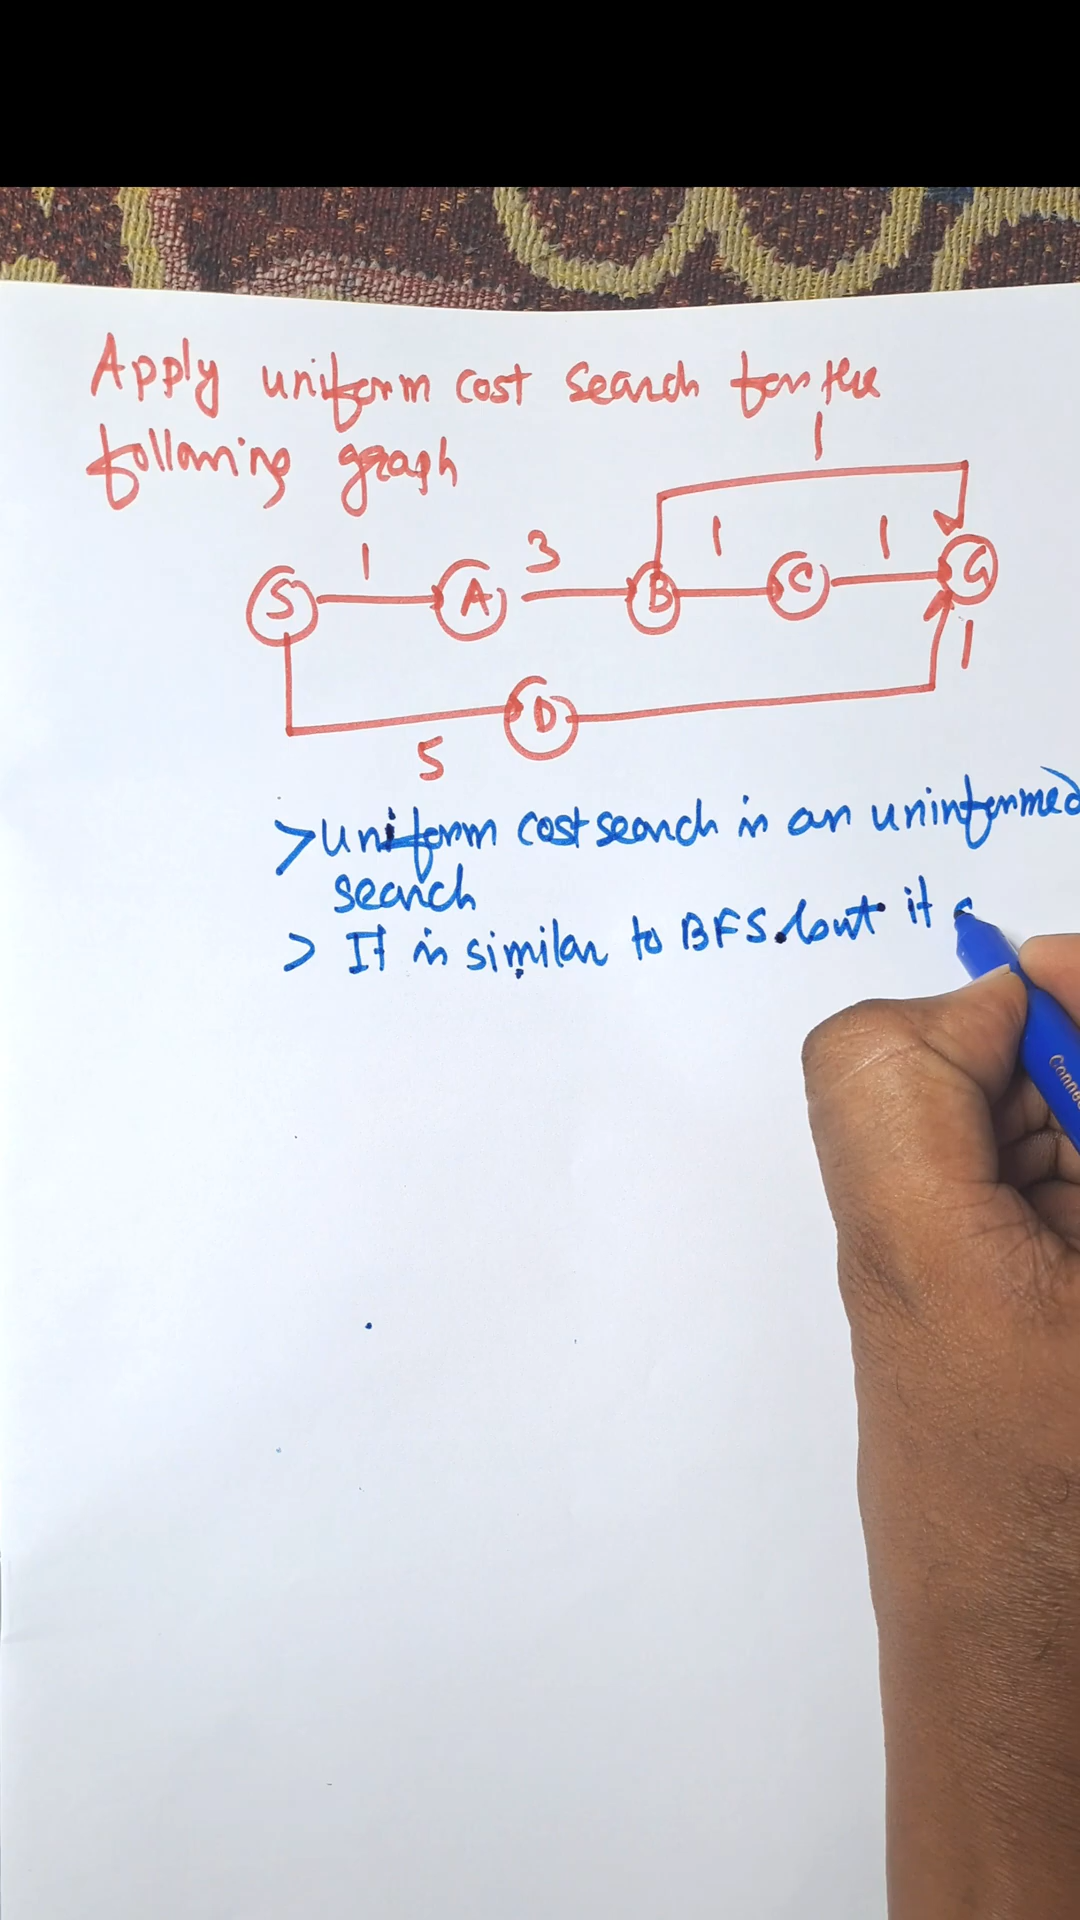 Apply uniform cost search for the
following graph
1
1 3 1 1
S A B C G
1
D
5
> Uniform cost search is an uninformed
search
> It is similar to BFS. but it